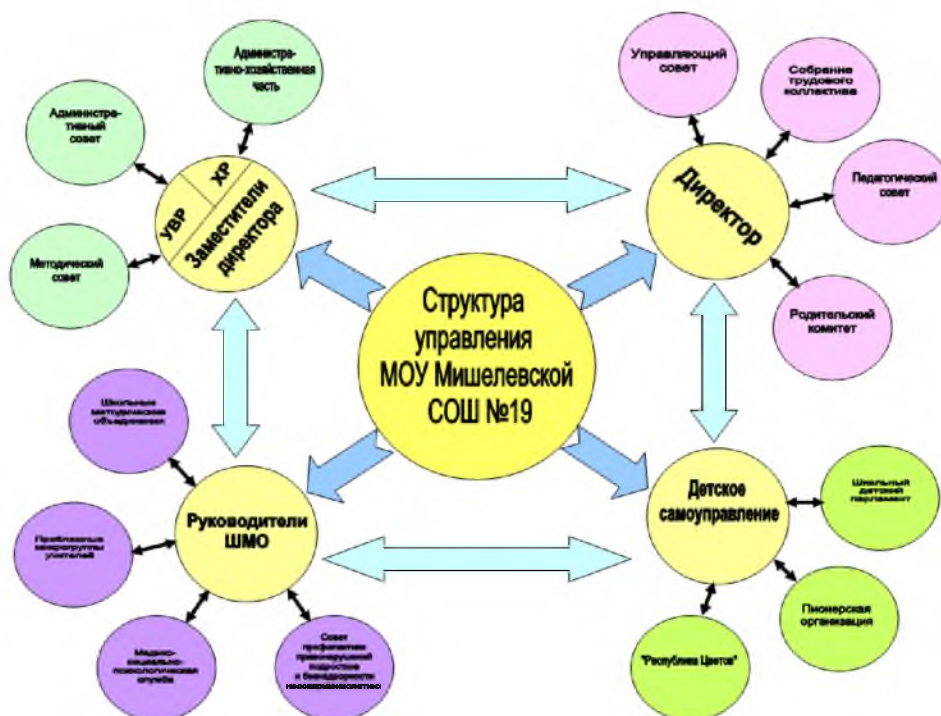 Администра-
тивно-хозяйственная
часть
Администра-
тивный
совет
Методический
совет
УВР
ХР
Заместители
директора
Управляющий
совет
Собрание
трудового
коллектива
Педагогический
совет
Родительский
комитет
Директор
Структура
управления
МОУ Мишелевской
СОШ №19
Школьные
методические
объединения
Проблемные
микрогруппы
учителей
Медико-
социально-
психологическая
служба
Совет
профилактики
правонарушений
подростков
и безнадзорности
Руководители
ШМО
Детское
самоуправление
Школьный
детский
парламент
Пионерская
организация
"Республика Цветов"